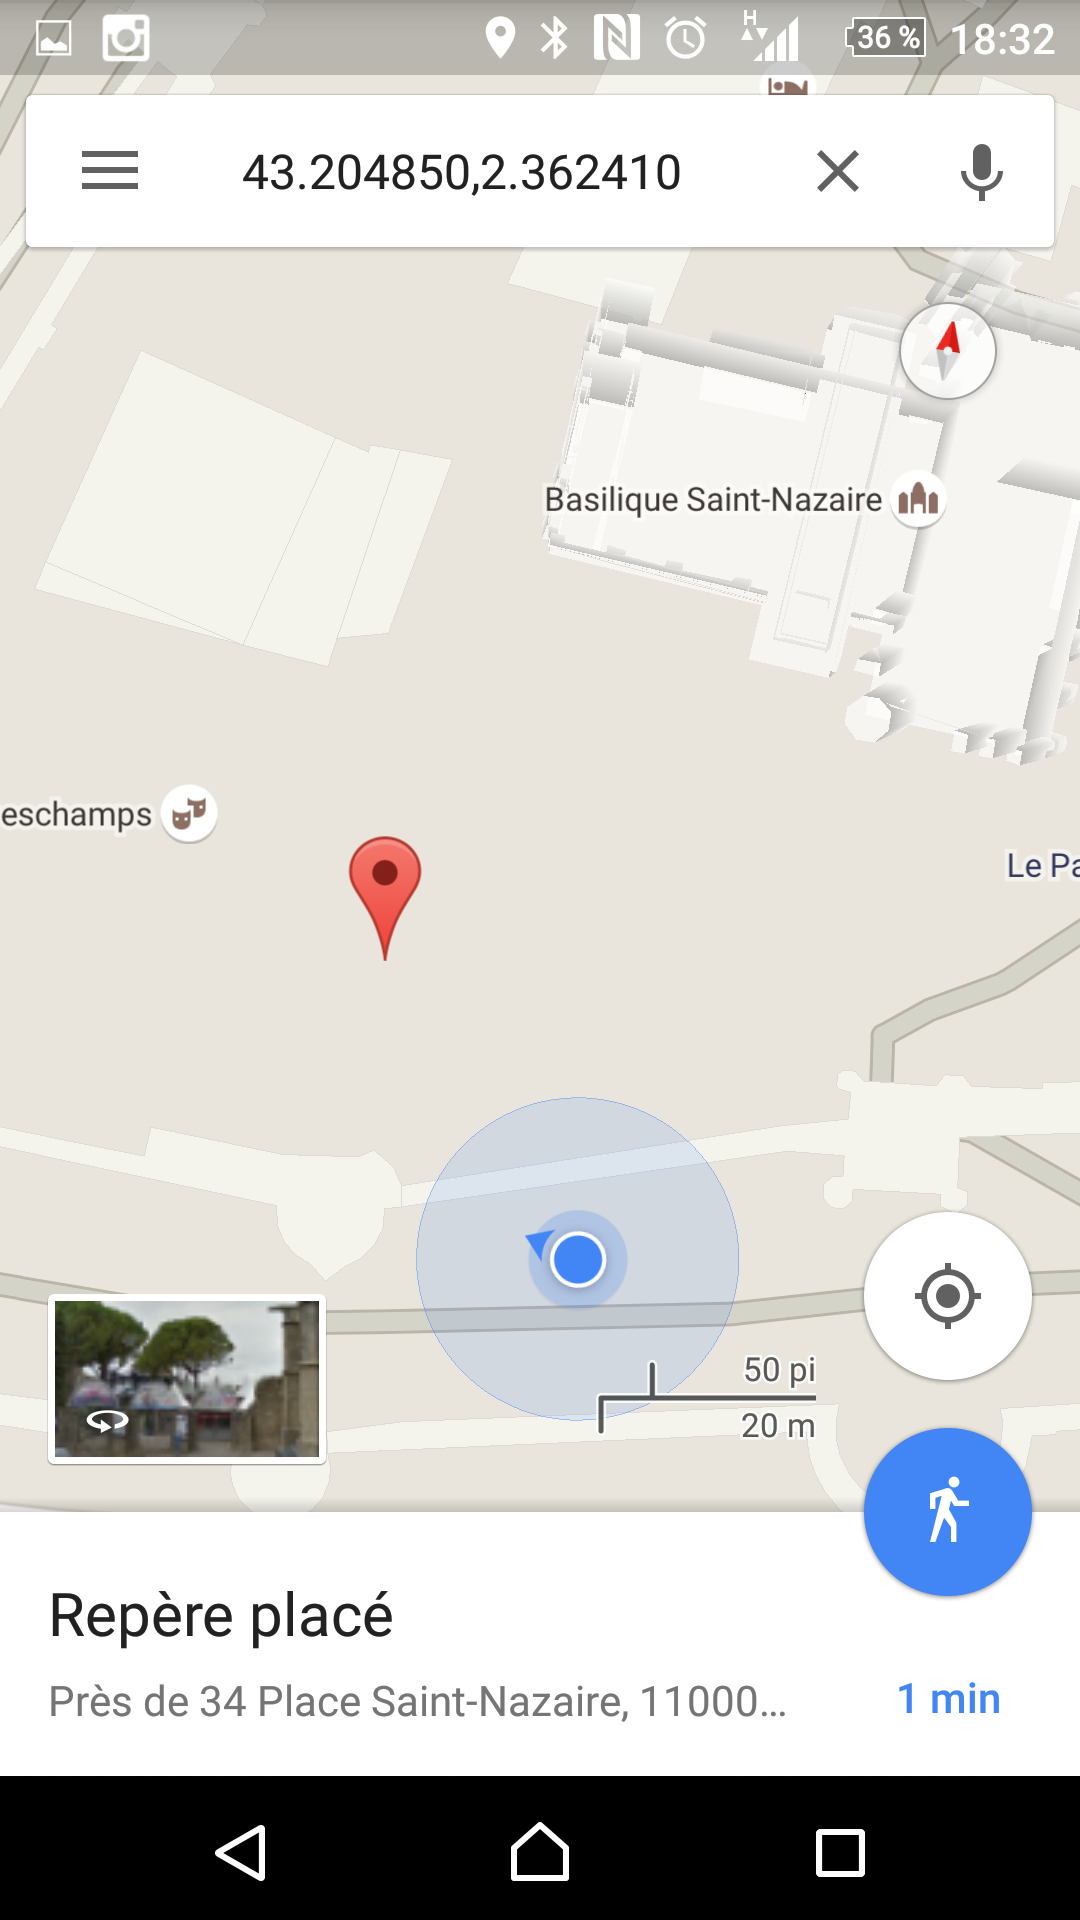 H
36 %
18:32
43.204850,2.362410
Basilique Saint-Nazaire
eschamps
Le Pa
50 pi
20 m
Repère placé
Près de 34 Place Saint-Nazaire, 11000...
1 min